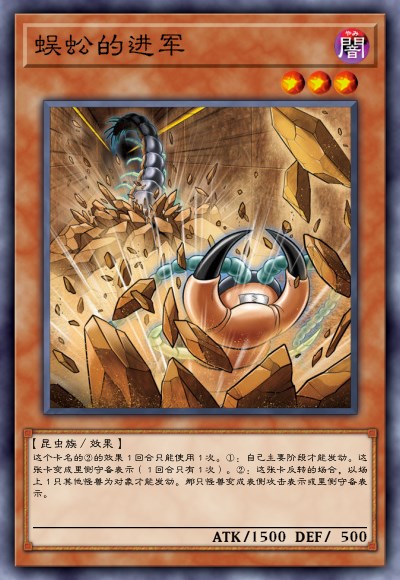 蜈蚣的进军
やみ
闇
【昆虫族／效果】
这个卡名的②的效果1回合只能使用1次。①：自己主要阶段才能发动。这
张卡变成里侧守备表示（1回合只有1次）。②：这张卡反转的场合，以场
上1只其他怪兽为对象才能发动。那只怪兽变成表侧攻击表示或里侧守备表
示。
ATK/1500 DEF/ 500